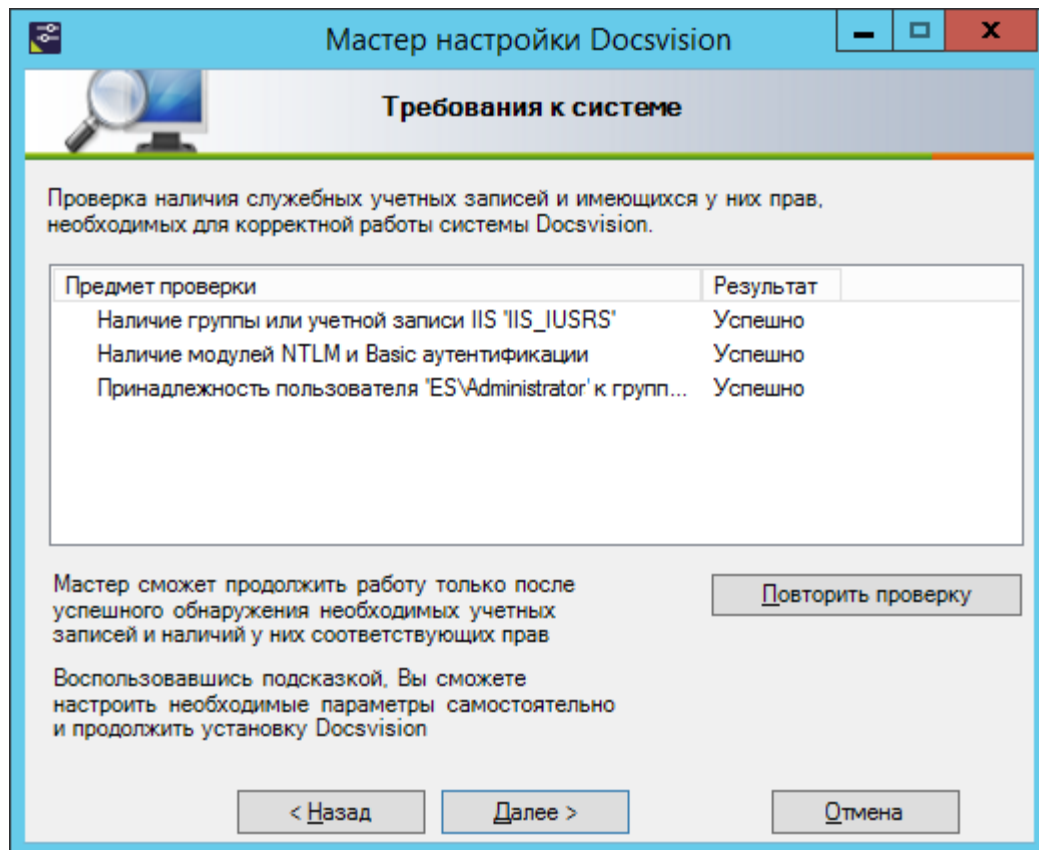 Мастер настройки Docsvision
Требования к системе
Проверка наличия служебных учетных записей и имеющихся у них прав,
необходимых для корректной работы системы Docsvision.
Предмет проверки Результат
Наличие группы или учетной записи IIS "IIS_IUSRS" Успешно
Наличие модулей NTLM и Basic аутентификации Успешно
Принадлежность пользователя 'ES\Administrator' к групп... Успешно
Мастер сможет продолжить работу только после
успешного обнаружения необходимых учетных
записей и наличий у них соответствующих прав
Повторить проверку
Воспользовавшись подсказкой, Вы сможете
настроить необходимые параметры самостоятельно
и продолжить установку Docsvision
< Назад Далее > Отмена